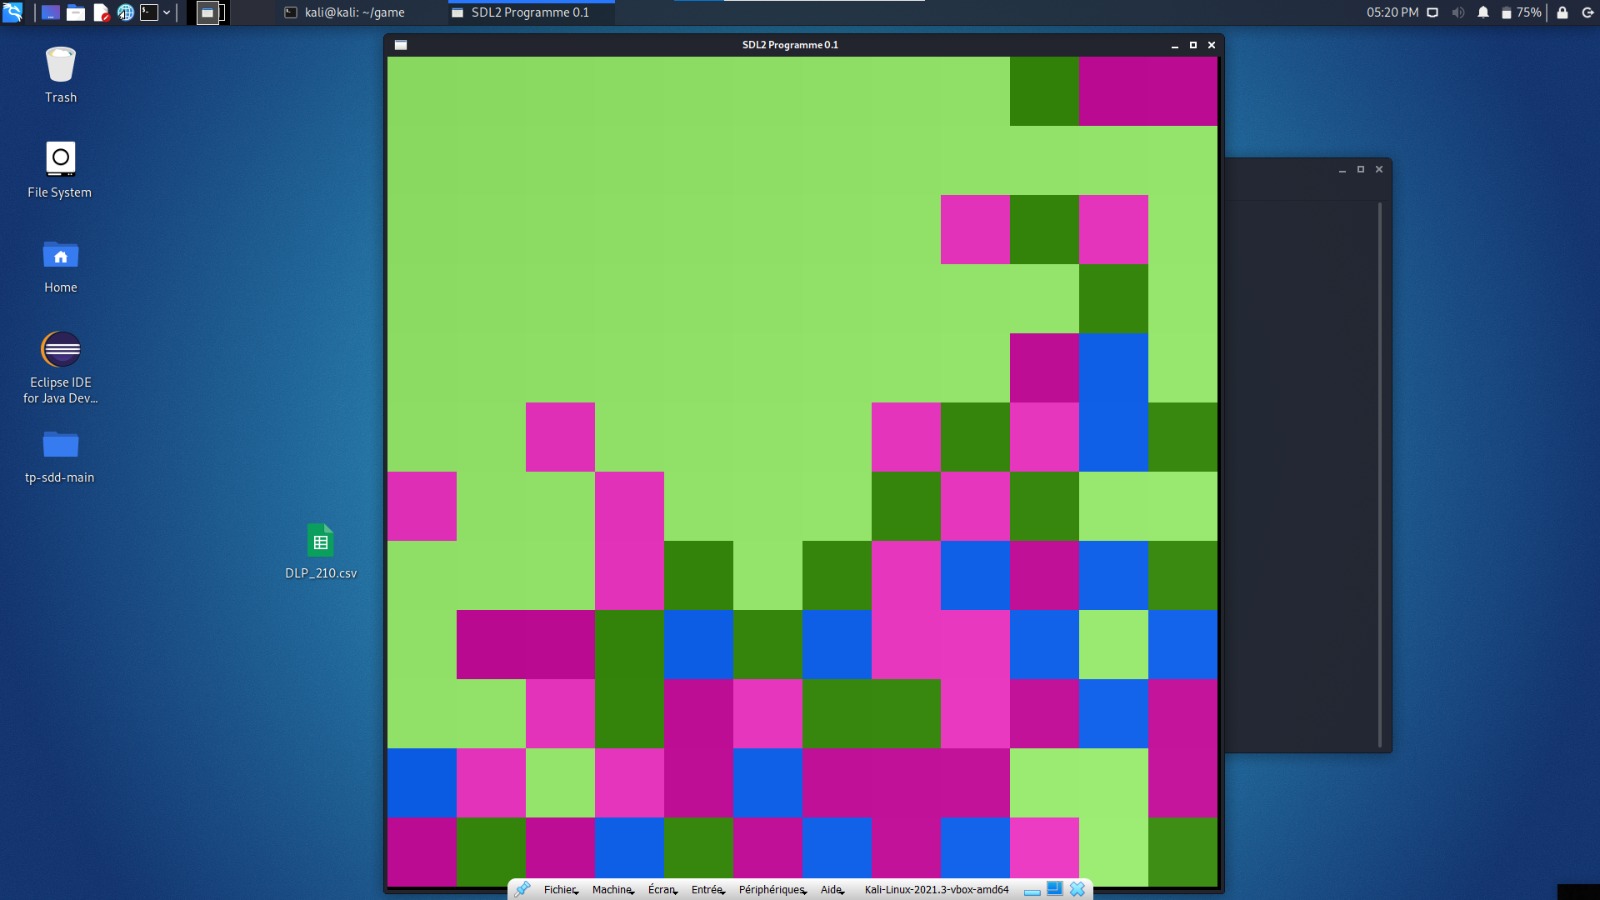 kali@kali: ~/game
SDL2 Programme 0.1
05:20 PM
75%
SDL2 Programme 0.1
Trash
File System
Home
Eclipse IDE
for Java Dev...
tp-sdd-main
DLP_210.csv
Fichier Machine Écran Entrée Périphériques Aide Kali-Linux-2021.3-vbox-amd64